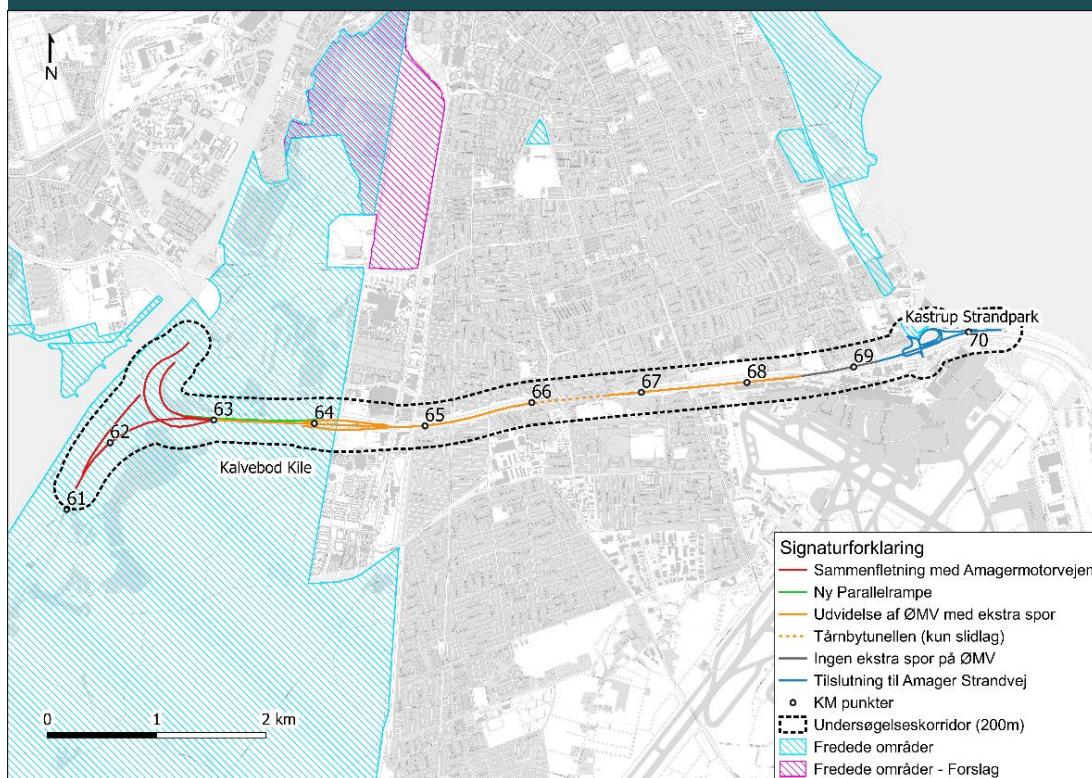 N
Kastrup Strandpark
70
69
68
67
66
65
64
63
62
Kalvebod Kile
61
Signaturforklaring
Sammenfletning med Amagermotorvejen
Ny Parallelrampe
Udvidelse af ØMV med ekstra spor
Tårnbytunellen (kun slidlag)
Ingen ekstra spor på ØMV
Tilslutning til Amager Strandvej
KM punkter
Undersøgelseskorridor (200m)
Fredede områder
Fredede områder - Forslag
0 1 2 km